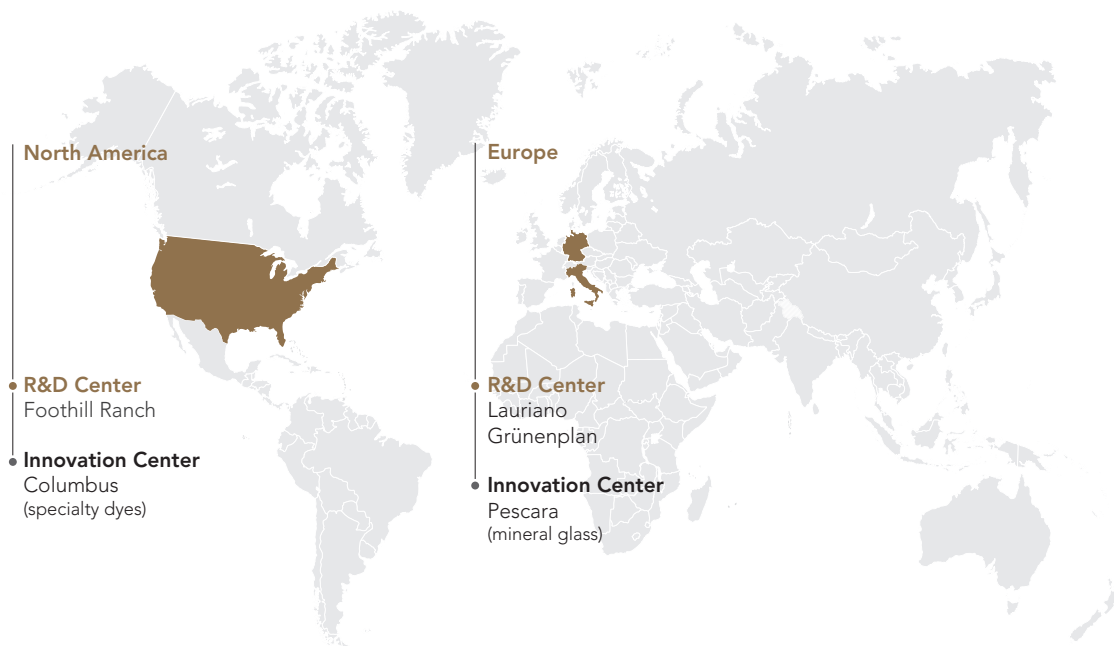 North America
R&D Center
Foothill Ranch
Innovation Center
Columbus
(specialty dyes)
Europe
R&D Center
Lauriano
Grünenplan
Innovation Center
Pescara
(mineral glass)